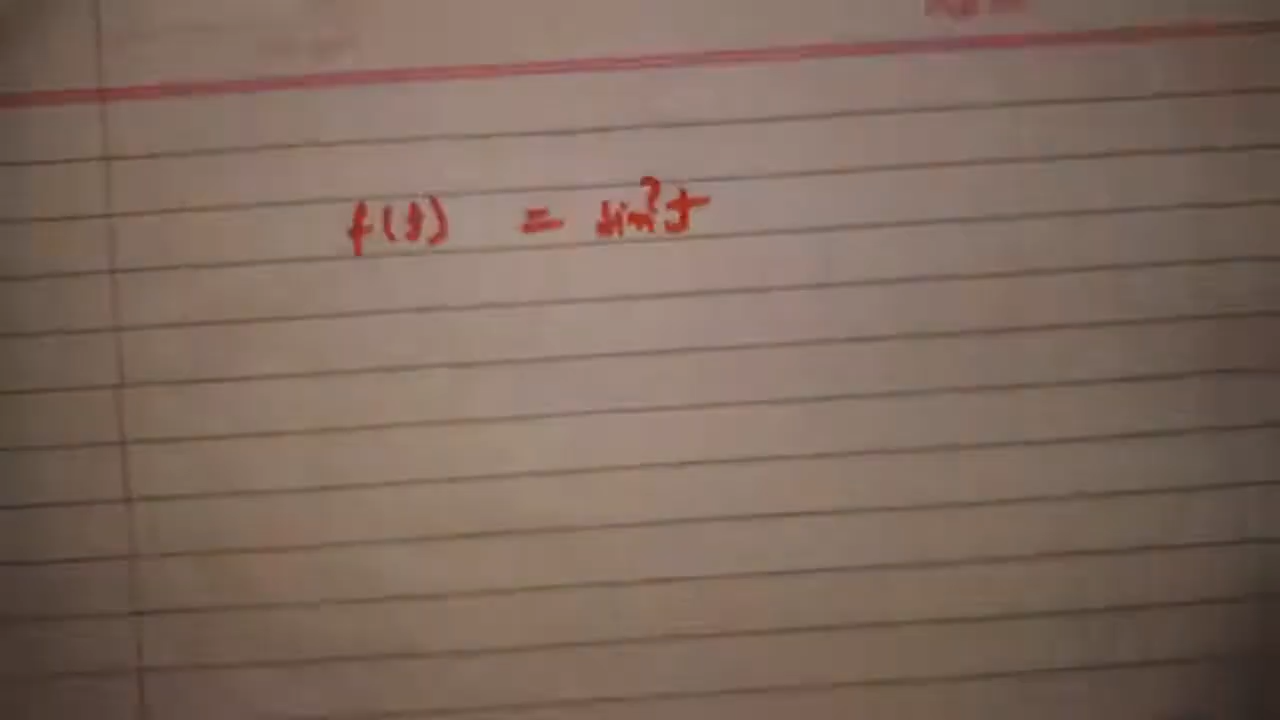 f(t) = sin²t